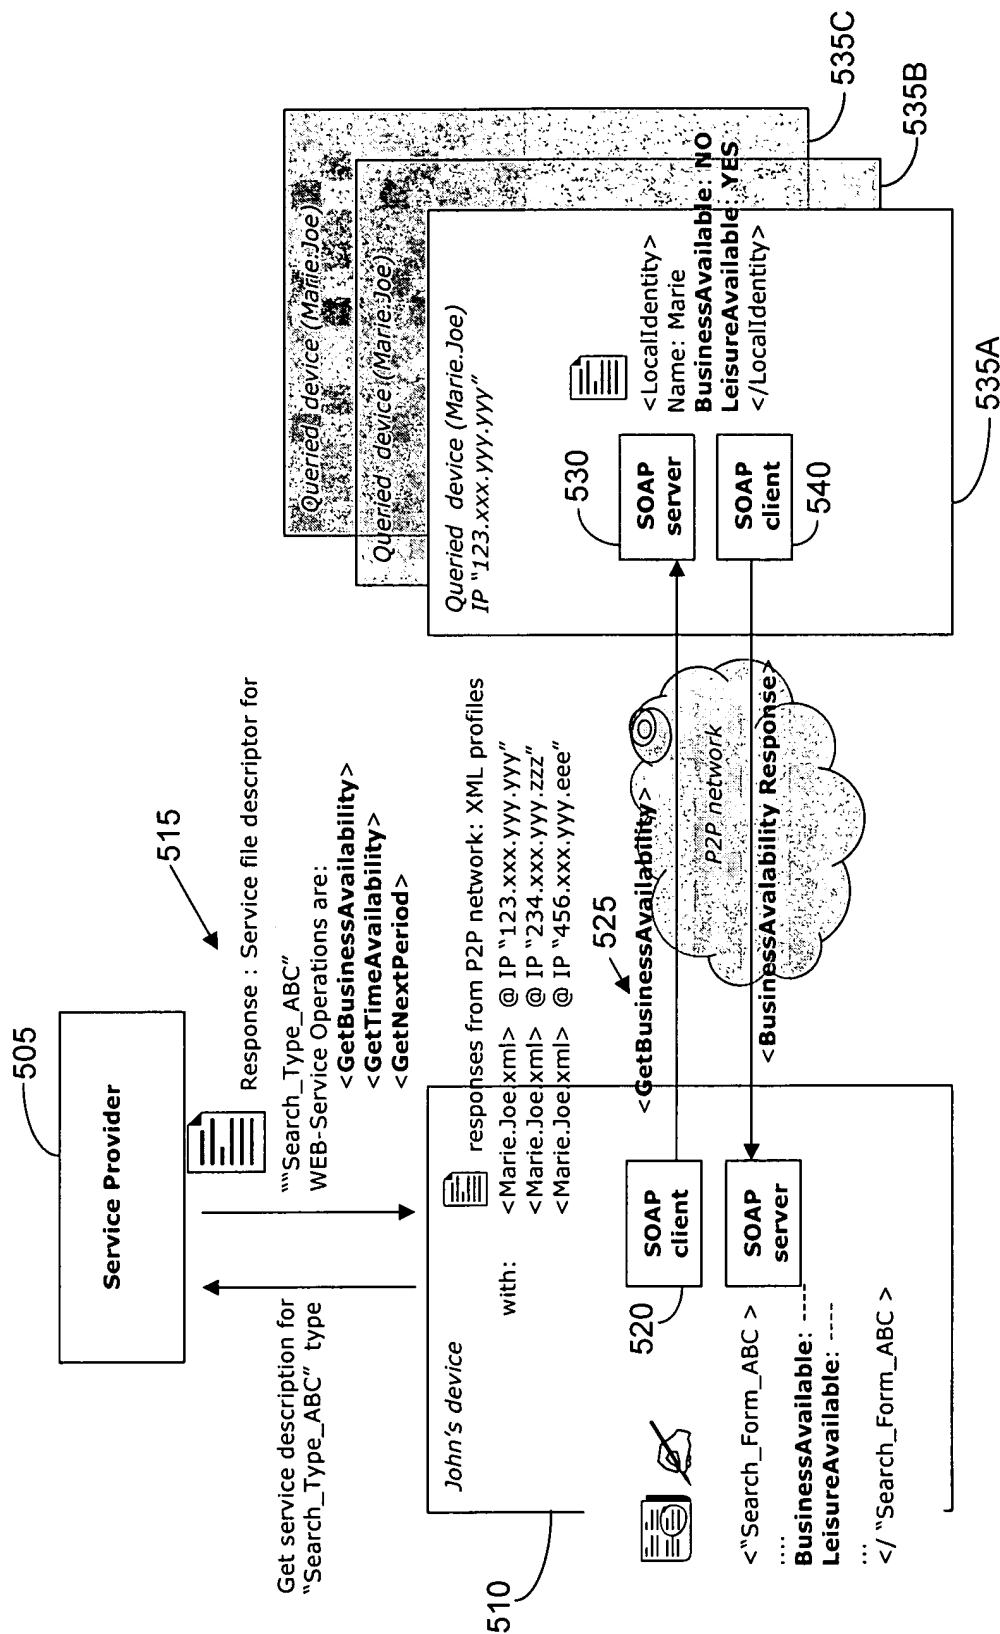 505
Service Provider
515
Get service description for
"Search_Type_ABC" type
Response : Service file descriptor for
""Search_Type_ABC"
WEB-Service Operations are:
<GetBusinessAvailability>
<GetTimeAvailability>
<GetNextPeriod>
510
John's device
with:
responses from P2P network: XML profiles
<Marie.Joe.xml> @ IP "123.xxx.yyy.yyy"
<Marie.Joe.xml> @ IP "234.xxx.yyy.zzz"
<Marie.Joe.xml> @ IP "456.xxx.yyy.eee"
520
SOAP
client
SOAP
server
<"Search_Form_ABC >
....
BusinessAvailable: ----
LeisureAvailable: ----
...
</ "Search_Form_ABC >
525
<GetBusinessAvailability>
P2P network
<BusinessAvalability Response>
Queried device (Marie.Joe)
Queried device (Marie.Joe)
Queried device (Marie.Joe)
IP "123.xxx.yyy.yyy"
530
SOAP
server
SOAP
client
540
<LocalIdentity>
Name: Marie
BusinessAvailable: NO
LeisureAvailable: YES
</LocalIdentity>
535C
535B
535A